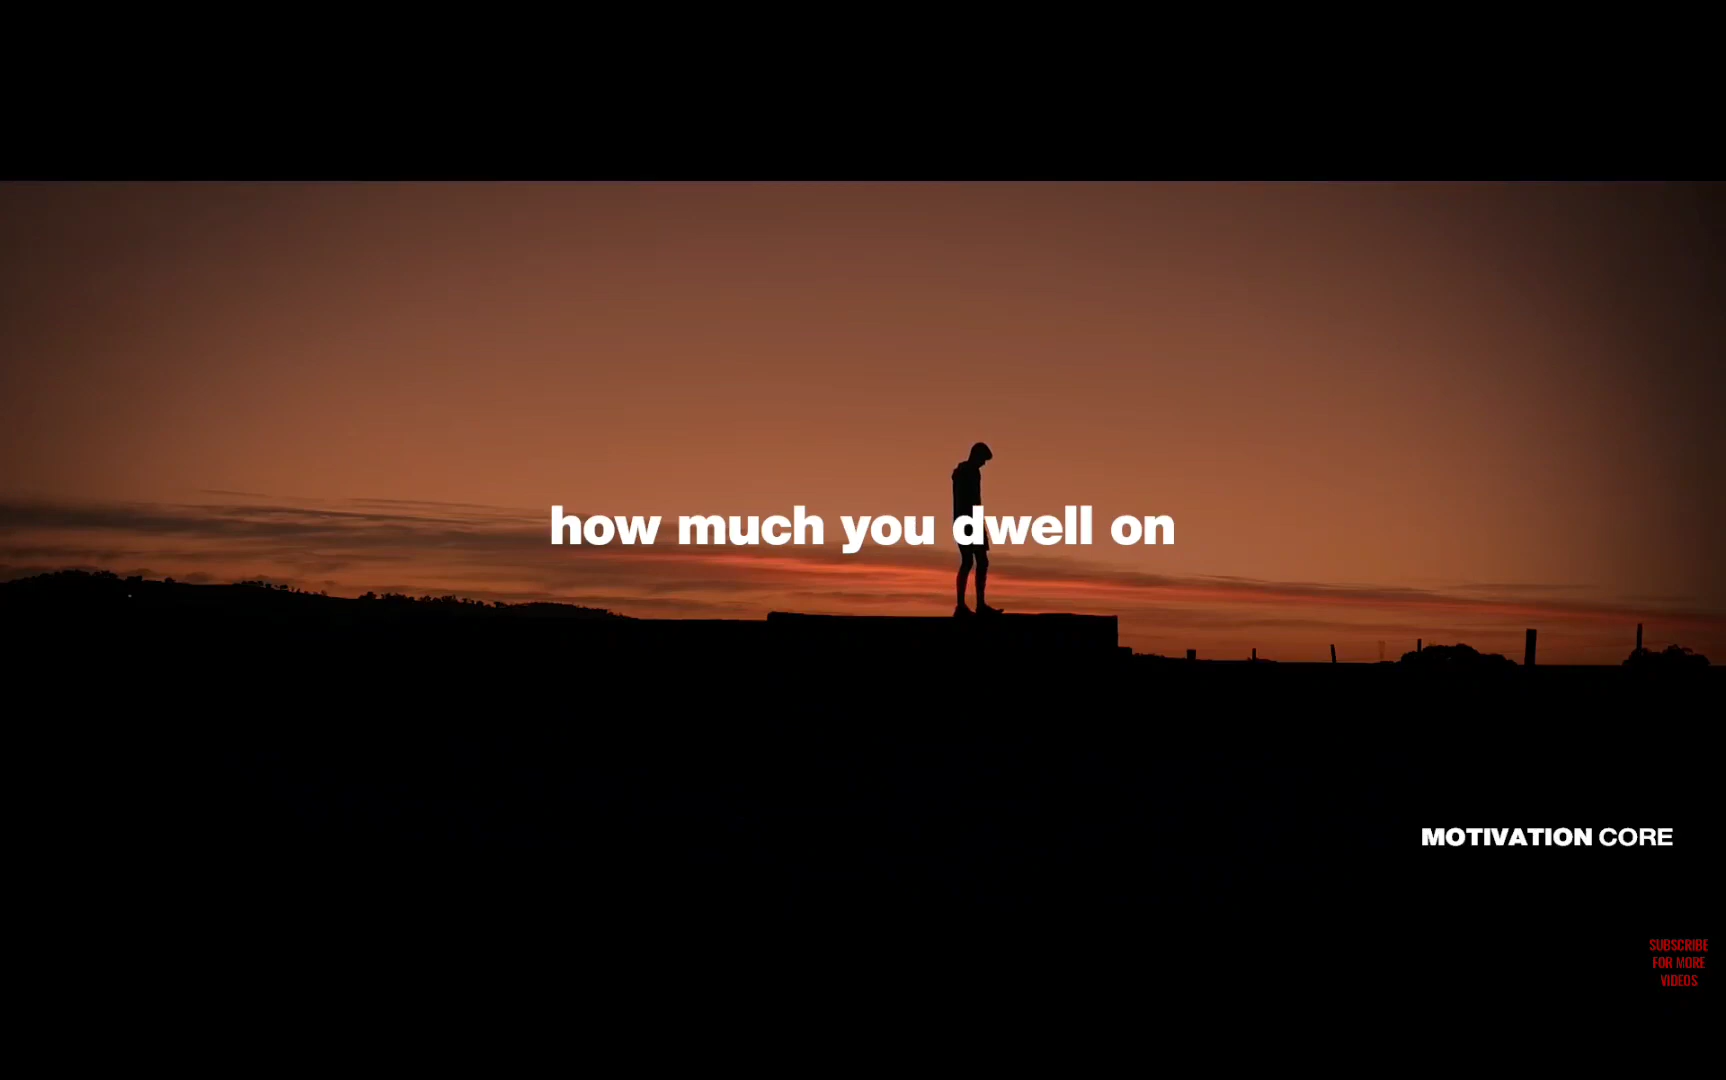 how much you dwell on
MOTIVATION CORE
SUBSCRIBE
FOR MORE
VIDEOS